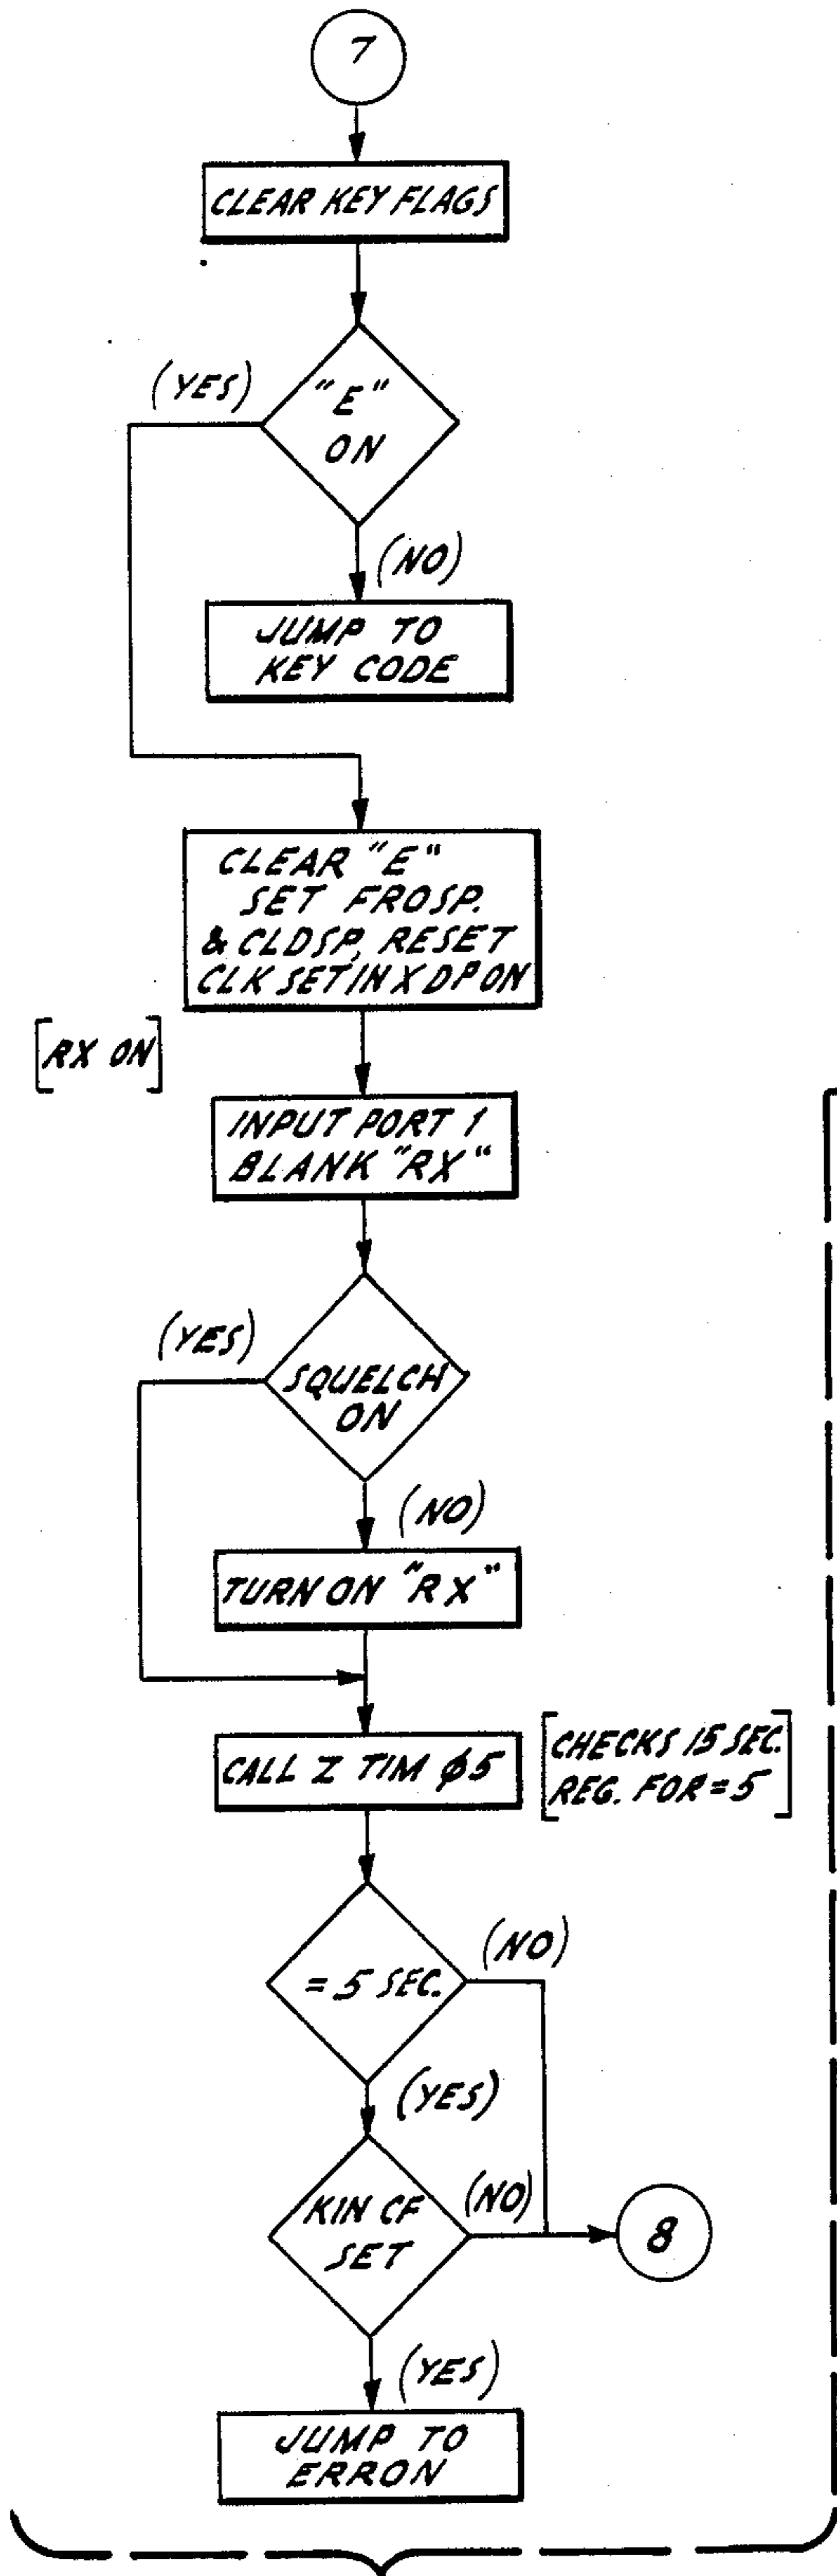 7
CLEAR KEY FLAGS
(YES)
"E"
ON
(NO)
JUMP TO
KEY CODE
CLEAR "E"
SET FROSP.
& CLDSP, RESET
CLK SET IN X DP ON
[RX ON]
INPUT PORT 1
BLANK "RX"
(YES)
SQUELCH
ON
(NO)
TURN ON "RX"
CALL Z TIM φ5
[CHECKS 15 SEC.
REG. FOR = 5]
= 5 SEC.
(NO)
(YES)
KIN CF
SET
(NO)
8
(YES)
JUMP TO
ERRON